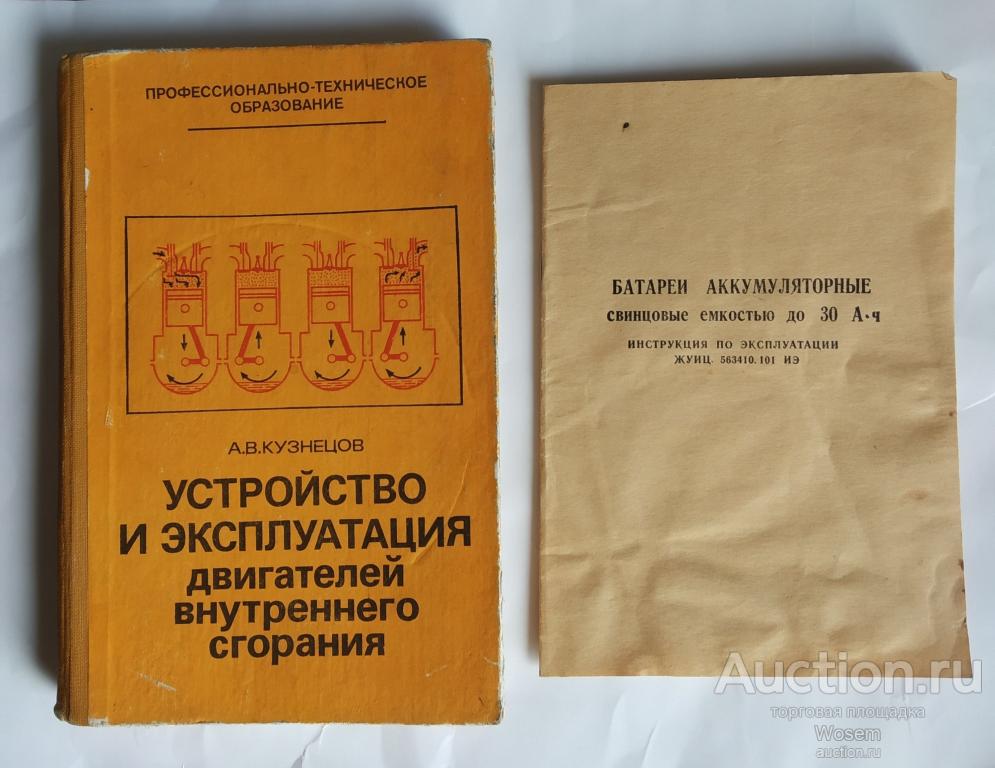 ПРОФЕССИОНАЛЬНО-ТЕХНИЧЕСКОЕ
ОБРАЗОВАНИЕ
А.В.КУЗНЕЦОВ
УСТРОЙСТВО
И ЭКСПЛУАТАЦИЯ
двигателей
внутреннего
сгорания
БАТАРЕИ АККУМУЛЯТОРНЫЕ
свинцовые емкостью до 30 А·ч
ИНСТРУКЦИЯ ПО ЭКСПЛУАТАЦИИ
ЖУИЦ. 563410.101 ИЭ
Auction.ru
торговая площадка
Wosem
auction.ru